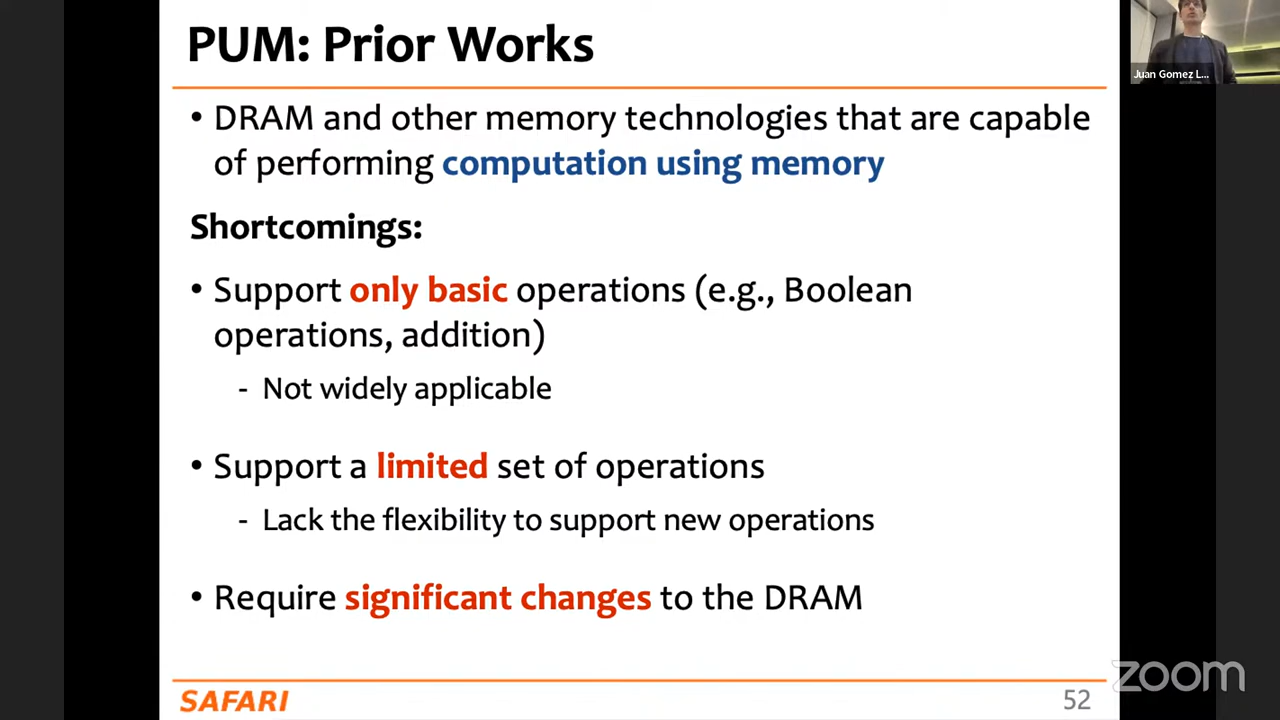 PUM: Prior Works
Juan Gomez L...
• DRAM and other memory technologies that are capable
of performing computation using memory
Shortcomings:
• Support only basic operations (e.g., Boolean
operations, addition)
- Not widely applicable
• Support a limited set of operations
- Lack the flexibility to support new operations
• Require significant changes to the DRAM
SAFARI
52
zoom